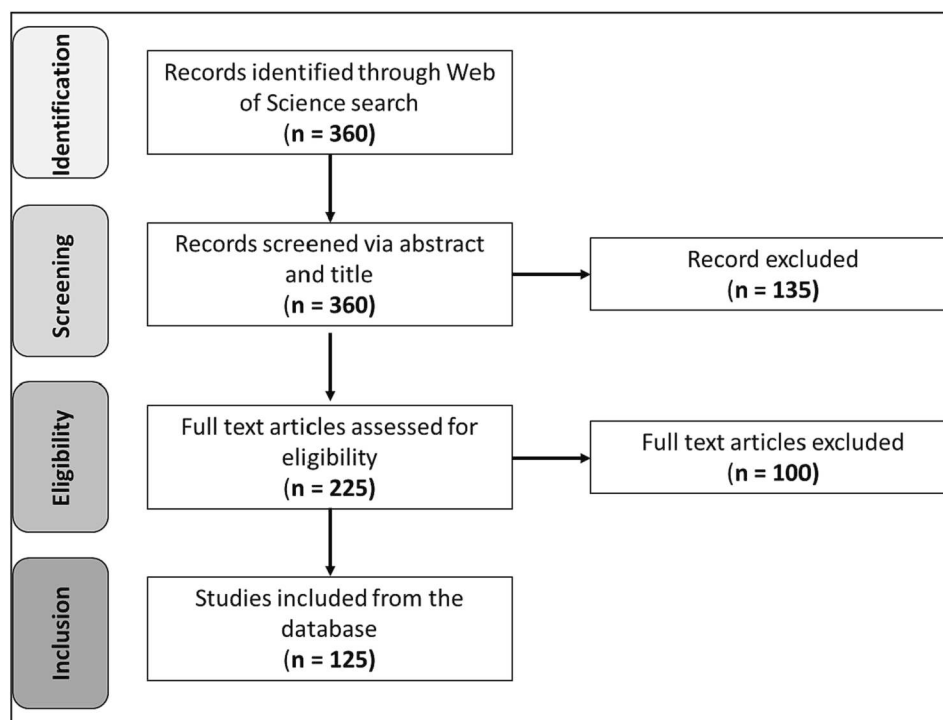 Identification
Records identified through Web
of Science search
(n = 360)
Screening
Records screened via abstract
and title
(n = 360)
Record excluded
(n = 135)
Eligibility
Full text articles assessed for
eligibility
(n = 225)
Full text articles excluded
(n = 100)
Inclusion
Studies included from the
database
(n = 125)